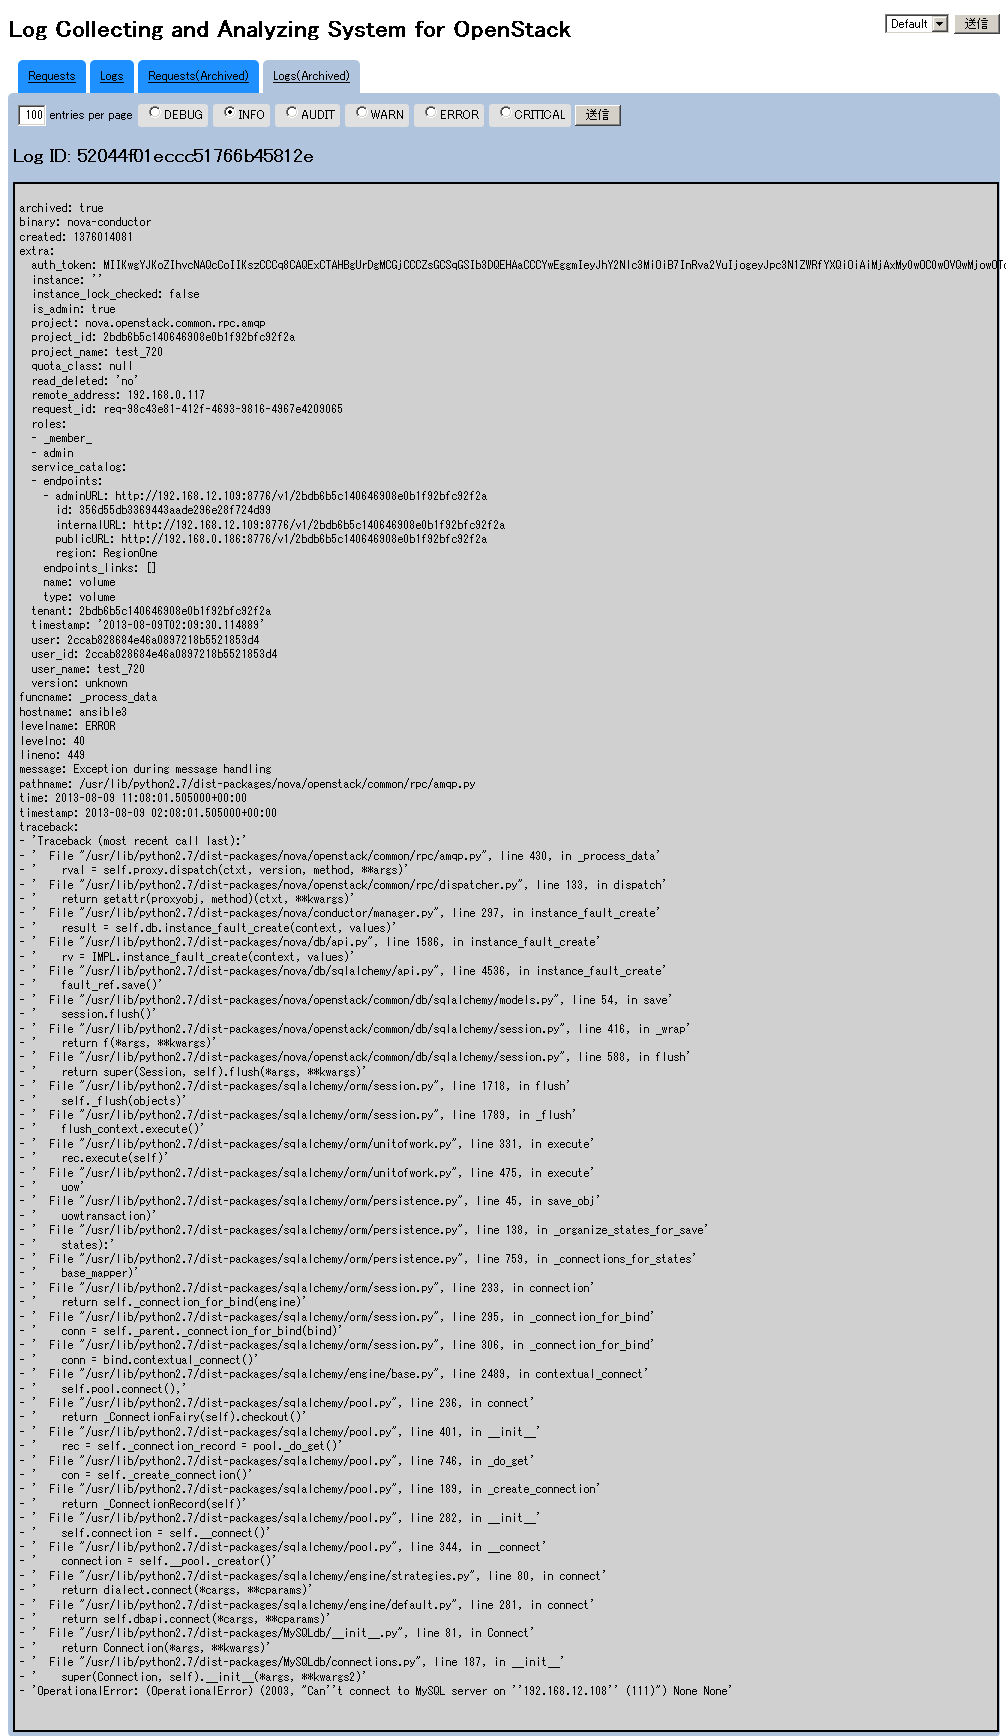 Log Collecting and Analyzing System for OpenStack
Default 送信
Requests Logs Requests(Archived) Logs(Archived)
100 entries per page DEBUG INFO AUDIT WARN ERROR CRITICAL 送信
Log ID: 52044f01eccc51766b45812e
archived: true
binary: nova-conductor
created: 1376014081
extra:
auth_token:
instance: ''
instance_lock_checked: false
is_admin: true
project: nova.openstack.common.rpc.amqp
project_id: 2bdb6b5c140646908e0b1f92bfc92f2a
project_name: test_720
quota_class: null
read_deleted: 'no'
remote_address: 192.168.0.117
request_id: req-98c43e81-412f-4693-9816-4967e4209065
roles:
- _member_
- admin
service_catalog:
- endpoints:
- adminURL: http://192.168.12.109:8776/v1/2bdb6b5c140646908e0b1f92bfc92f2a
id: 356d55db3369443aade296e28f724d99
internalURL: http://192.168.12.109:8776/v1/2bdb6b5c140646908e0b1f92bfc92f2a
publicURL: http://192.168.0.186:8776/v1/2bdb6b5c140646908e0b1f92bfc92f2a
region: RegionOne
endpoints_links: []
name: volume
type: volume
tenant: 2bdb6b5c140646908e0b1f92bfc92f2a
timestamp: '2013-08-09T02:09:30.114889'
user: 2ccab828684e46a0897218b5521853d4
user_id: 2ccab828684e46a0897218b5521853d4
user_name: test_720
version: unknown
funcname: _process_data
hostname: ansible3
levelname: ERROR
levelno: 40
lineno: 449
message: Exception during message handling
pathname: /usr/lib/python2.7/dist-packages/nova/openstack/common/rpc/amqp.py
time: 2013-08-09 11:08:01.505000+00:00
timestamp: 2013-08-09 02:08:01.505000+00:00
traceback:
- 'Traceback (most recent call last):'
- ' File "/usr/lib/python2.7/dist-packages/nova/openstack/common/rpc/amqp.py", line 430, in _process_data'
- ' rval = self.proxy.dispatch(ctxt, version, method, **args)'
- ' File "/usr/lib/python2.7/dist-packages/nova/openstack/common/rpc/dispatcher.py", line 133, in dispatch'
- ' return getattr(proxyobj, method)(ctxt, **kwargs)'
- ' File "/usr/lib/python2.7/dist-packages/nova/conductor/manager.py", line 297, in instance_fault_create'
- ' result = self.db.instance_fault_create(context, values)'
- ' File "/usr/lib/python2.7/dist-packages/nova/db/api.py", line 1586, in instance_fault_create'
- ' rv = IMPL.instance_fault_create(context, values)'
- ' File "/usr/lib/python2.7/dist-packages/nova/db/sqlalchemy/api.py", line 4536, in instance_fault_create'
- ' fault_ref.save()'
- ' File "/usr/lib/python2.7/dist-packages/nova/openstack/common/db/sqlalchemy/models.py", line 54, in save'
- ' session.flush()'
- ' File "/usr/lib/python2.7/dist-packages/nova/openstack/common/db/sqlalchemy/session.py", line 416, in _wrap'
- ' return f(*args, **kwargs)'
- ' File "/usr/lib/python2.7/dist-packages/nova/openstack/common/db/sqlalchemy/session.py", line 588, in flush'
- ' return super(Session, self).flush(*args, **kwargs)'
- ' File "/usr/lib/python2.7/dist-packages/sqlalchemy/orm/session.py", line 1718, in flush'
- ' self._flush(objects)'
- ' File "/usr/lib/python2.7/dist-packages/sqlalchemy/orm/session.py", line 1789, in _flush'
- ' flush_context.execute()'
- ' File "/usr/lib/python2.7/dist-packages/sqlalchemy/orm/unitofwork.py", line 331, in execute'
- ' rec.execute(self)'
- ' File "/usr/lib/python2.7/dist-packages/sqlalchemy/orm/unitofwork.py", line 475, in execute'
- ' uow'
- ' File "/usr/lib/python2.7/dist-packages/sqlalchemy/orm/persistence.py", line 45, in save_obj'
- ' uowtransaction)'
- ' File "/usr/lib/python2.7/dist-packages/sqlalchemy/orm/persistence.py", line 138, in _organize_states_for_save'
- ' states):'
- ' File "/usr/lib/python2.7/dist-packages/sqlalchemy/orm/persistence.py", line 759, in _connections_for_states'
- ' base_mapper)'
- ' File "/usr/lib/python2.7/dist-packages/sqlalchemy/orm/session.py", line 233, in connection'
- ' return self._connection_for_bind(engine)'
- ' File "/usr/lib/python2.7/dist-packages/sqlalchemy/orm/session.py", line 295, in _connection_for_bind'
- ' conn = self._parent._connection_for_bind(bind)'
- ' File "/usr/lib/python2.7/dist-packages/sqlalchemy/orm/session.py", line 306, in _connection_for_bind'
- ' conn = bind.contextual_connect()'
- ' File "/usr/lib/python2.7/dist-packages/sqlalchemy/engine/base.py", line 2489, in contextual_connect'
- ' self.pool.connect(),'
- ' File "/usr/lib/python2.7/dist-packages/sqlalchemy/pool.py", line 236, in connect'
- ' return _ConnectionFairy(self).checkout()'
- ' File "/usr/lib/python2.7/dist-packages/sqlalchemy/pool.py", line 401, in __init__'
- ' rec = self._connection_record = pool._do_get()'
- ' File "/usr/lib/python2.7/dist-packages/sqlalchemy/pool.py", line 746, in _do_get'
- ' con = self._create_connection()'
- ' File "/usr/lib/python2.7/dist-packages/sqlalchemy/pool.py", line 189, in _create_connection'
- ' return _ConnectionRecord(self)'
- ' File "/usr/lib/python2.7/dist-packages/sqlalchemy/pool.py", line 282, in __init__'
- ' self.connection = self.__connect()'
- ' File "/usr/lib/python2.7/dist-packages/sqlalchemy/pool.py", line 344, in __connect'
- ' connection = self.__pool._creator()'
- ' File "/usr/lib/python2.7/dist-packages/sqlalchemy/engine/strategies.py", line 80, in connect'
- ' return dialect.connect(*cargs, **cparams)'
- ' File "/usr/lib/python2.7/dist-packages/sqlalchemy/engine/default.py", line 281, in connect'
- ' return self.dbapi.connect(*cargs, **cparams)'
- ' File "/usr/lib/python2.7/dist-packages/MySQLdb/__init__.py", line 81, in Connect'
- ' return Connection(*args, **kwargs)'
- ' File "/usr/lib/python2.7/dist-packages/MySQLdb/connections.py", line 187, in __init__'
- ' super(Connection, self).__init__(*args, **kwargs2)'
- 'OperationalError: (OperationalError) (2003, "Can''t connect to MySQL server on ''192.168.12.108'' (111)") None None'